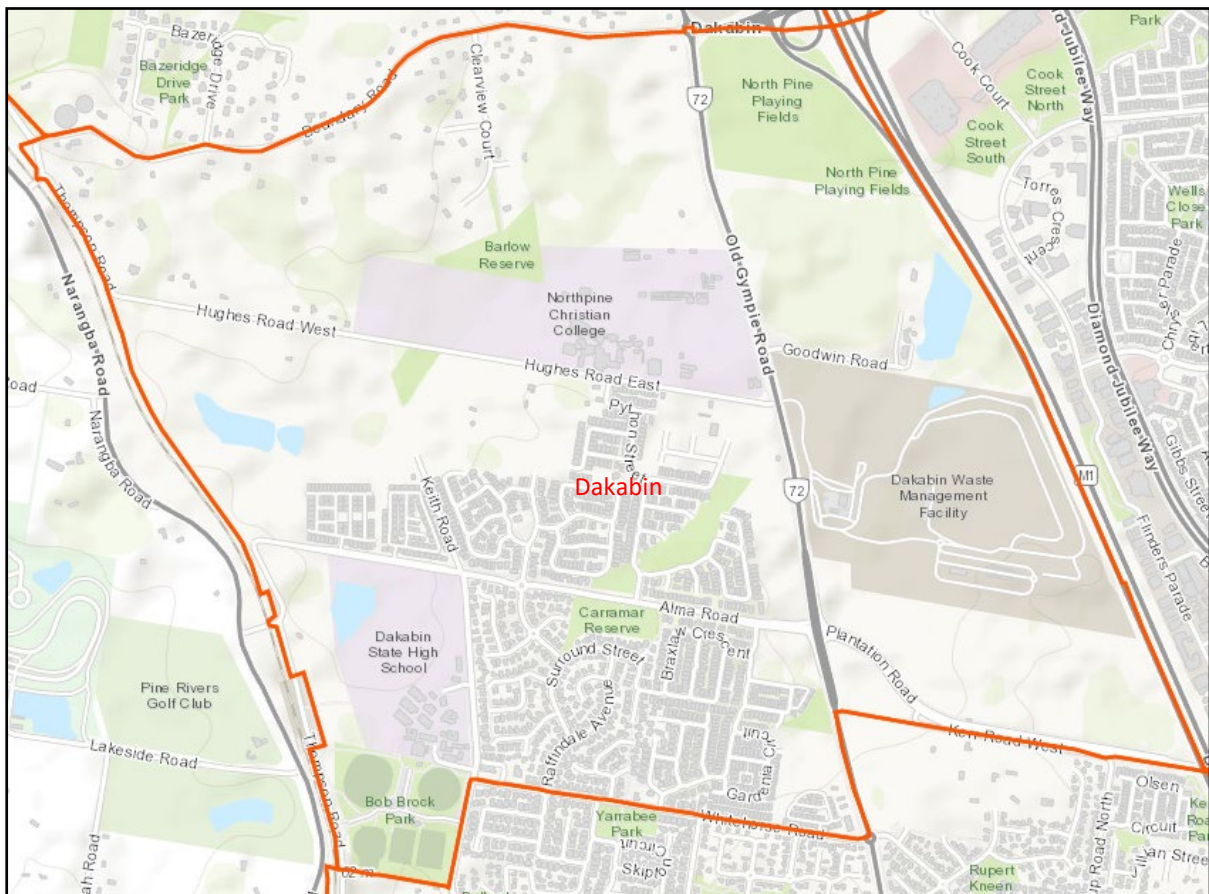 Bazeridge Drive
Bazeridge
Drive
Park
Boundary Road
Clearview Court
Dakabin
72
North Pine
Playing
Fields
North Pine
Playing Fields
Cook Court
Cook
Street
North
Cook
Street
South
Park
Jubilee Way
Torres Crescent
Wells
Close
Park
Thompson Road
Narangba Road
Barlow
Reserve
Northpine
Christian
College
Hughes Road West
Hughes Road East
Old Gympie Road
Goodwin Road
Diamond Jubilee Way
Gibbs Street
Narangba Road
Street
Dakabin
Keith Road
72
Dakabin Waste
Management
Facility
M1
Flinders Parade
Alma Road
Carramar
Reserve
Dakabin
State High
School
Surround Street
Plantation Road
Pine Rivers
Golf Club
Raffindale Avenue
Kerr Road West
Lakeside Road
Thompson Road
Bob Brock
Park
Yarrabee
Park
Circuit
Whitehorse Road
Olsen
Circuit
Rupert
Kneen